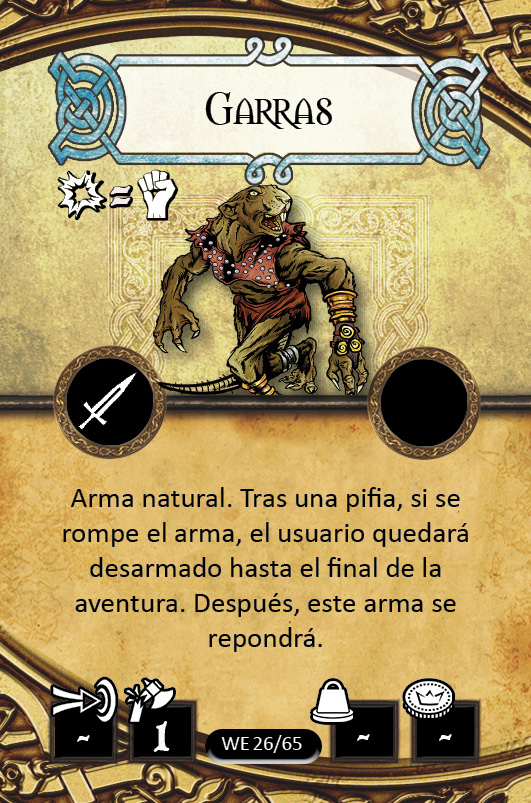 Garras
=
Arma natural. Tras una pifia, si se
rompe el arma, el usuario quedará
desarmado hasta el final de la
aventura. Después, este arma se
repondrá.
~ 1 WE 26/65 ~ ~